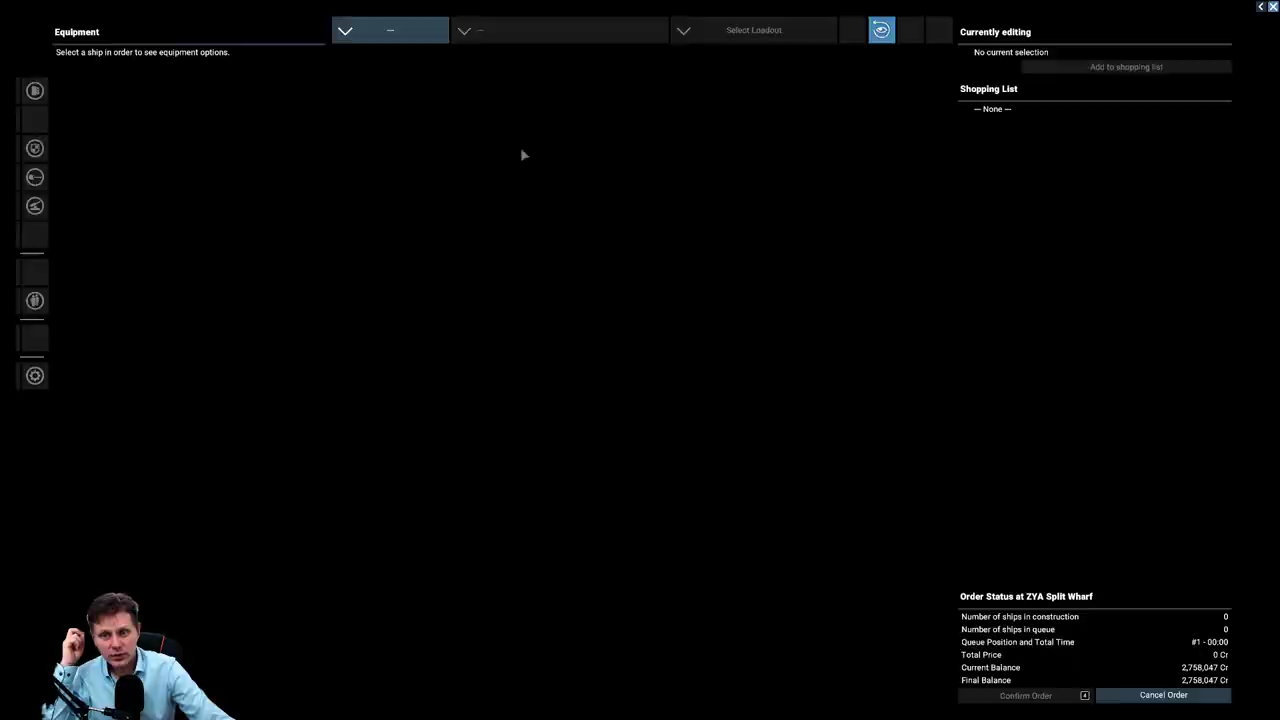 Equipment
Select a ship in order to see equipment options.
—
—
Select Loadout
Currently editing
No current selection
Add to shopping list
Shopping List
— None —
Order Status at ZYA Split Wharf
Number of ships in construction 0
Number of ships in queue 0
Queue Position and Total Time #1 - 00:00
Total Price 0 Cr
Current Balance 2,758,047 Cr
Final Balance 2,758,047 Cr
Confirm Order
Cancel Order